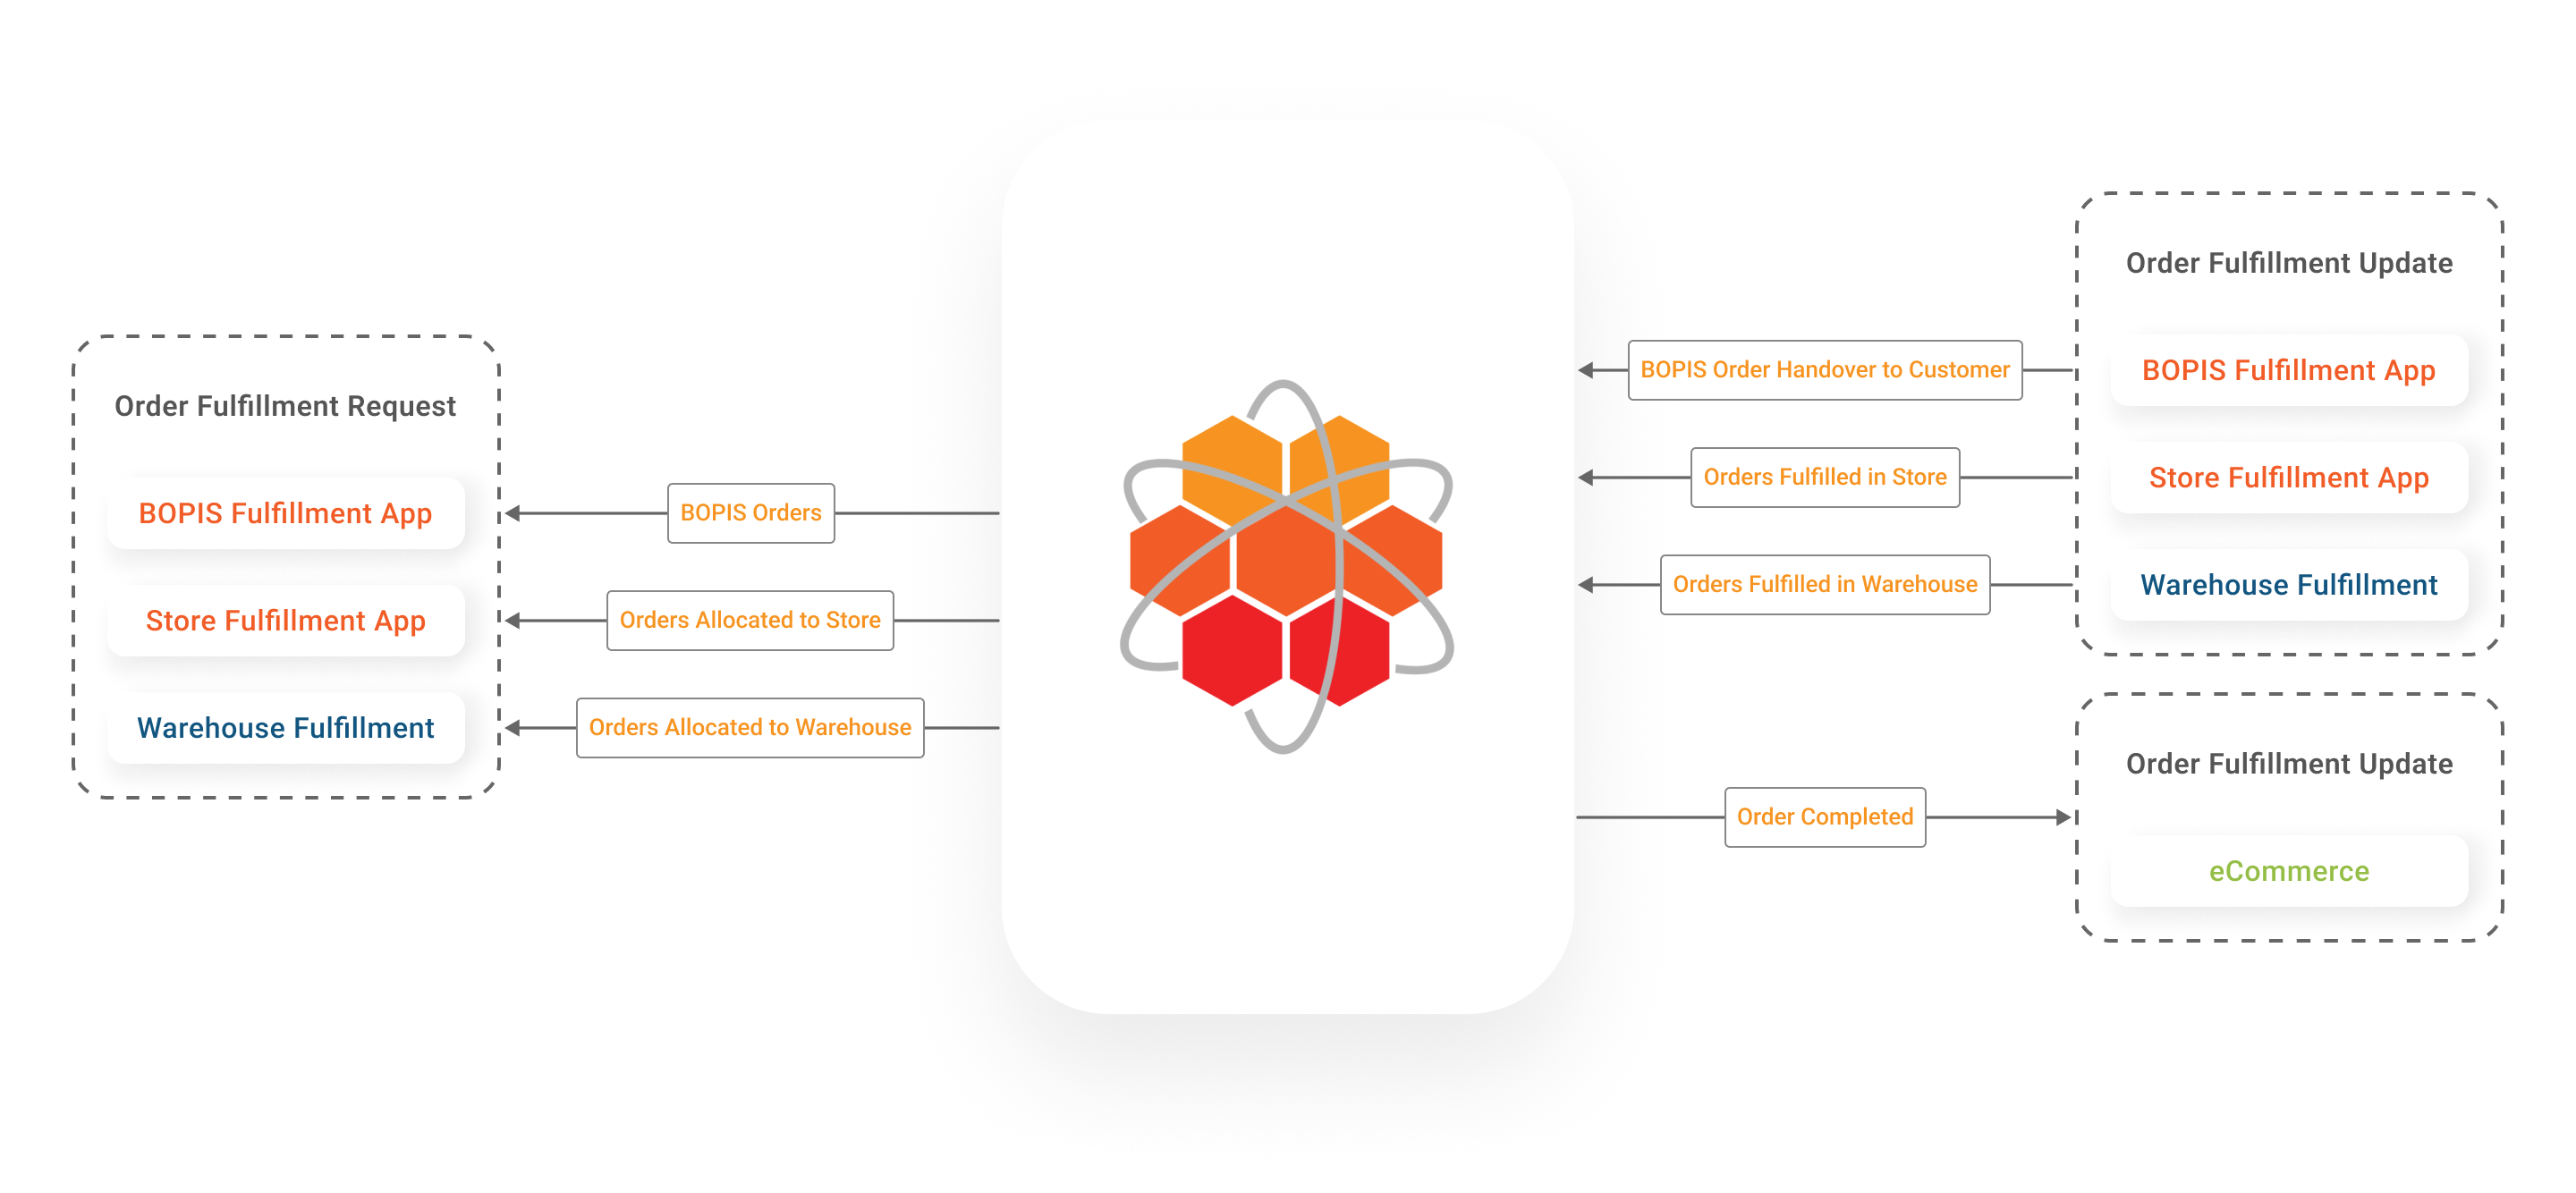 Order Fulfillment Request
BOPIS Fulfillment App
Store Fulfillment App
Warehouse Fulfillment
BOPIS Orders
Orders Allocated to Store
Orders Allocated to Warehouse
BOPIS Order Handover to Customer
Orders Fulfilled in Store
Orders Fulfilled in Warehouse
Order Completed
Order Fulfillment Update
BOPIS Fulfillment App
Store Fulfillment App
Warehouse Fulfillment
Order Fulfillment Update
eCommerce